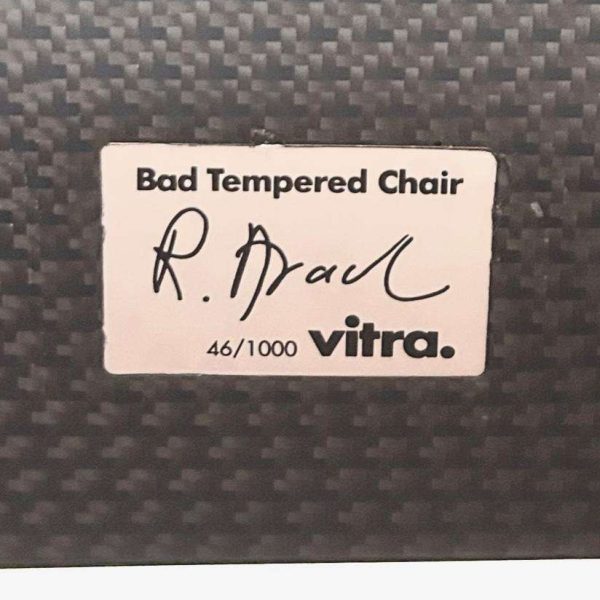 Bad Tempered Chair
R. Arad
46/1000 vitra.